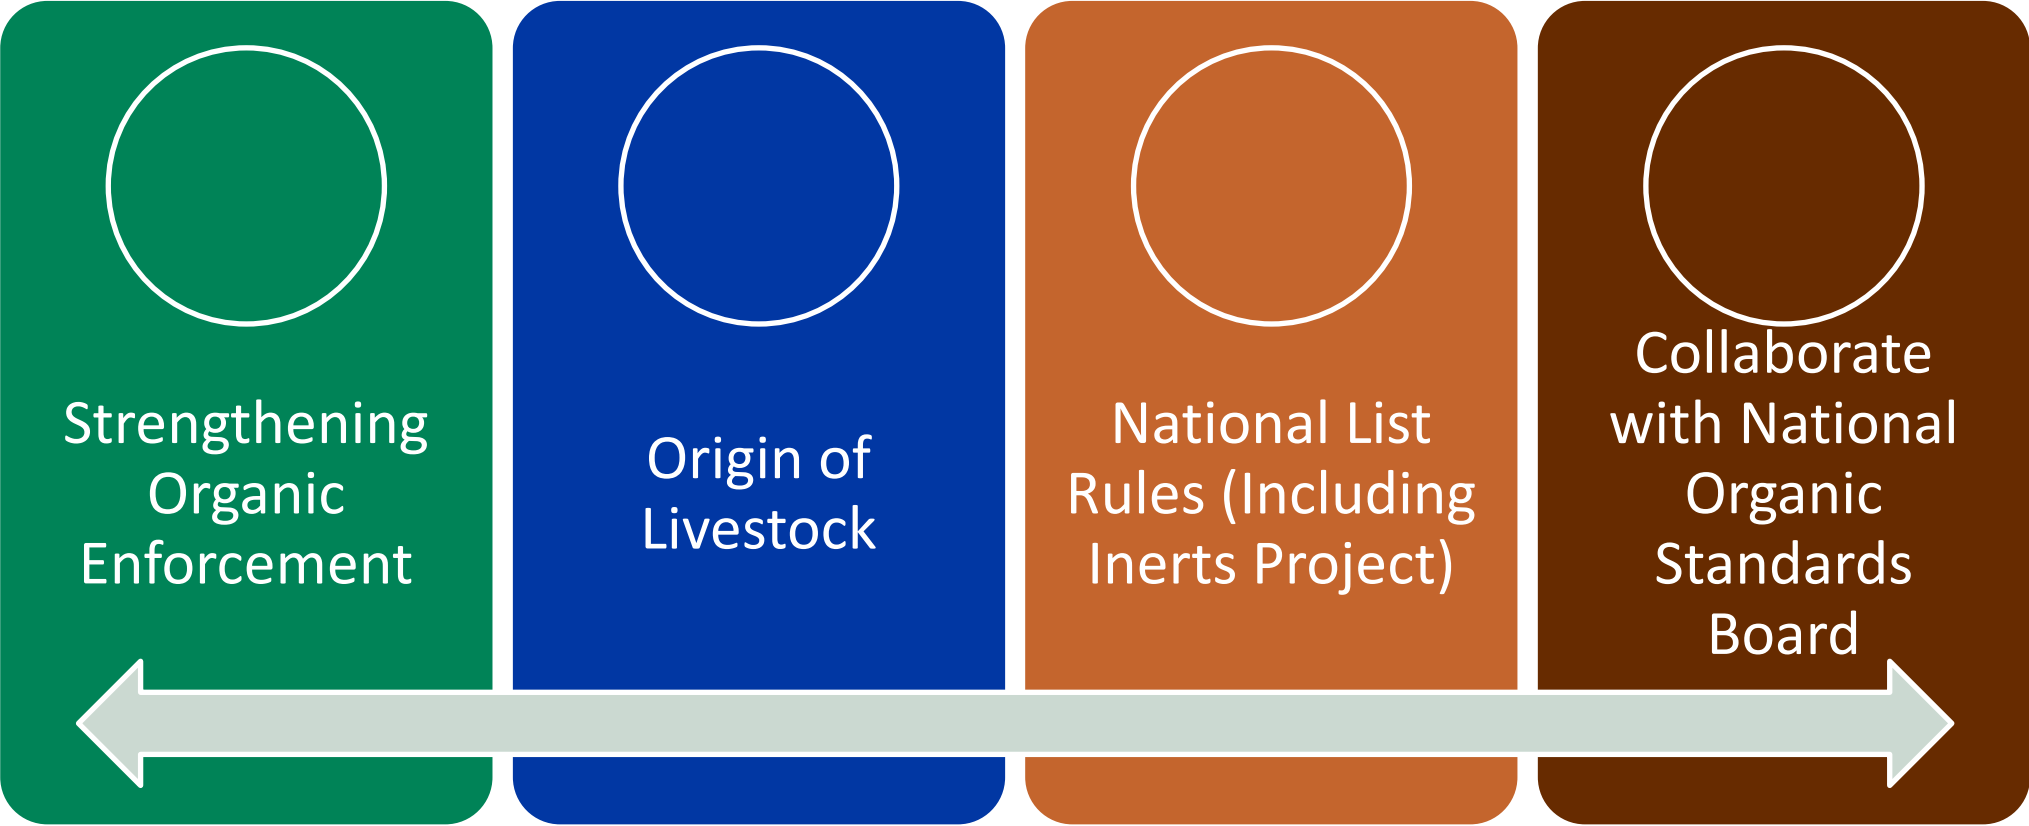 Strengthening
Organic
Enforcement
Origin of
Livestock
National List
Rules (Including
Inerts Project)
Collaborate
with National
Organic
Standards
Board